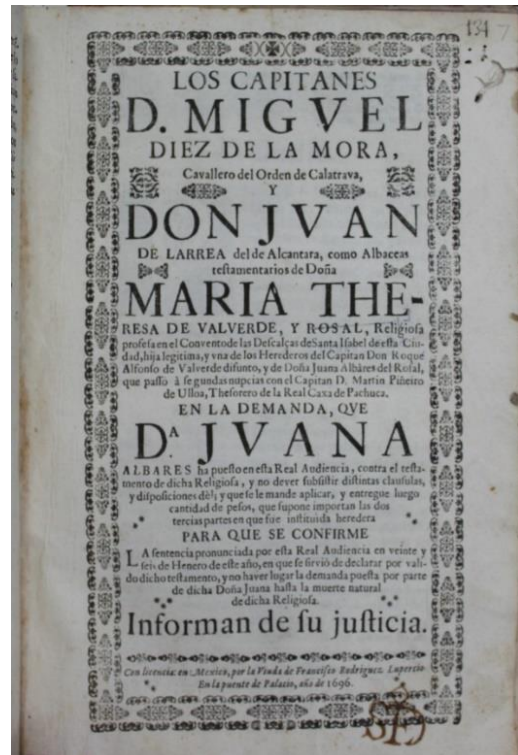 134 7
LOS CAPITANES
D. MIGVEL
DIEZ DE LA MORA,
Cavallero del Orden de Calatrava,
Y
DON JVAN
DE LARREA del de Alcantara, como Albaceas
testamentarios de Doña
MARIA THE-
RESA DE VALVERDE, Y ROSAL, Religiosa
profesa en el Convento de las Descalças de Santa Isabel de esta Ciu-
dad, hija legitima, y vna de los Herederos del Capitan Don Roque
Alfonso de Valverde difunto, y de Doña Juana Albares del Rosal,
que passò à segundas nupcias con el Capitan D. Martin Piñeiro
de Ulloa, Thesorero de la Real Caxa de Pachuca.
EN LA DEMANDA, QVE
D.ª JVANA
ALBARES ha puesto en esta Real Audiencia, contra el testa-
mento de dicha Religiosa, y no dever subsistir distintas clausulas,
y disposiciones dèl; y que se le mande aplicar, y entregue luego
cantidad de pesos, que supone importan las dos
tercias partes en que fue instituida heredera
PARA QUE SE CONFIRME
LA sentencia pronunciada por esta Real Audiencia en veinte y
seis de Henero de este año, en que se sirviò de declarar por vali-
do dicho testamento, y no haver lugar la demanda puesta por parte
de dicha Doña Juana hasta la muerte natural
de dicha Religiosa.
Informan de su justicia.
Con licencia: en Mexico, por la Viuda de Francisco Rodriguez Lupercio
En la puente de Palacio, año de 1696.